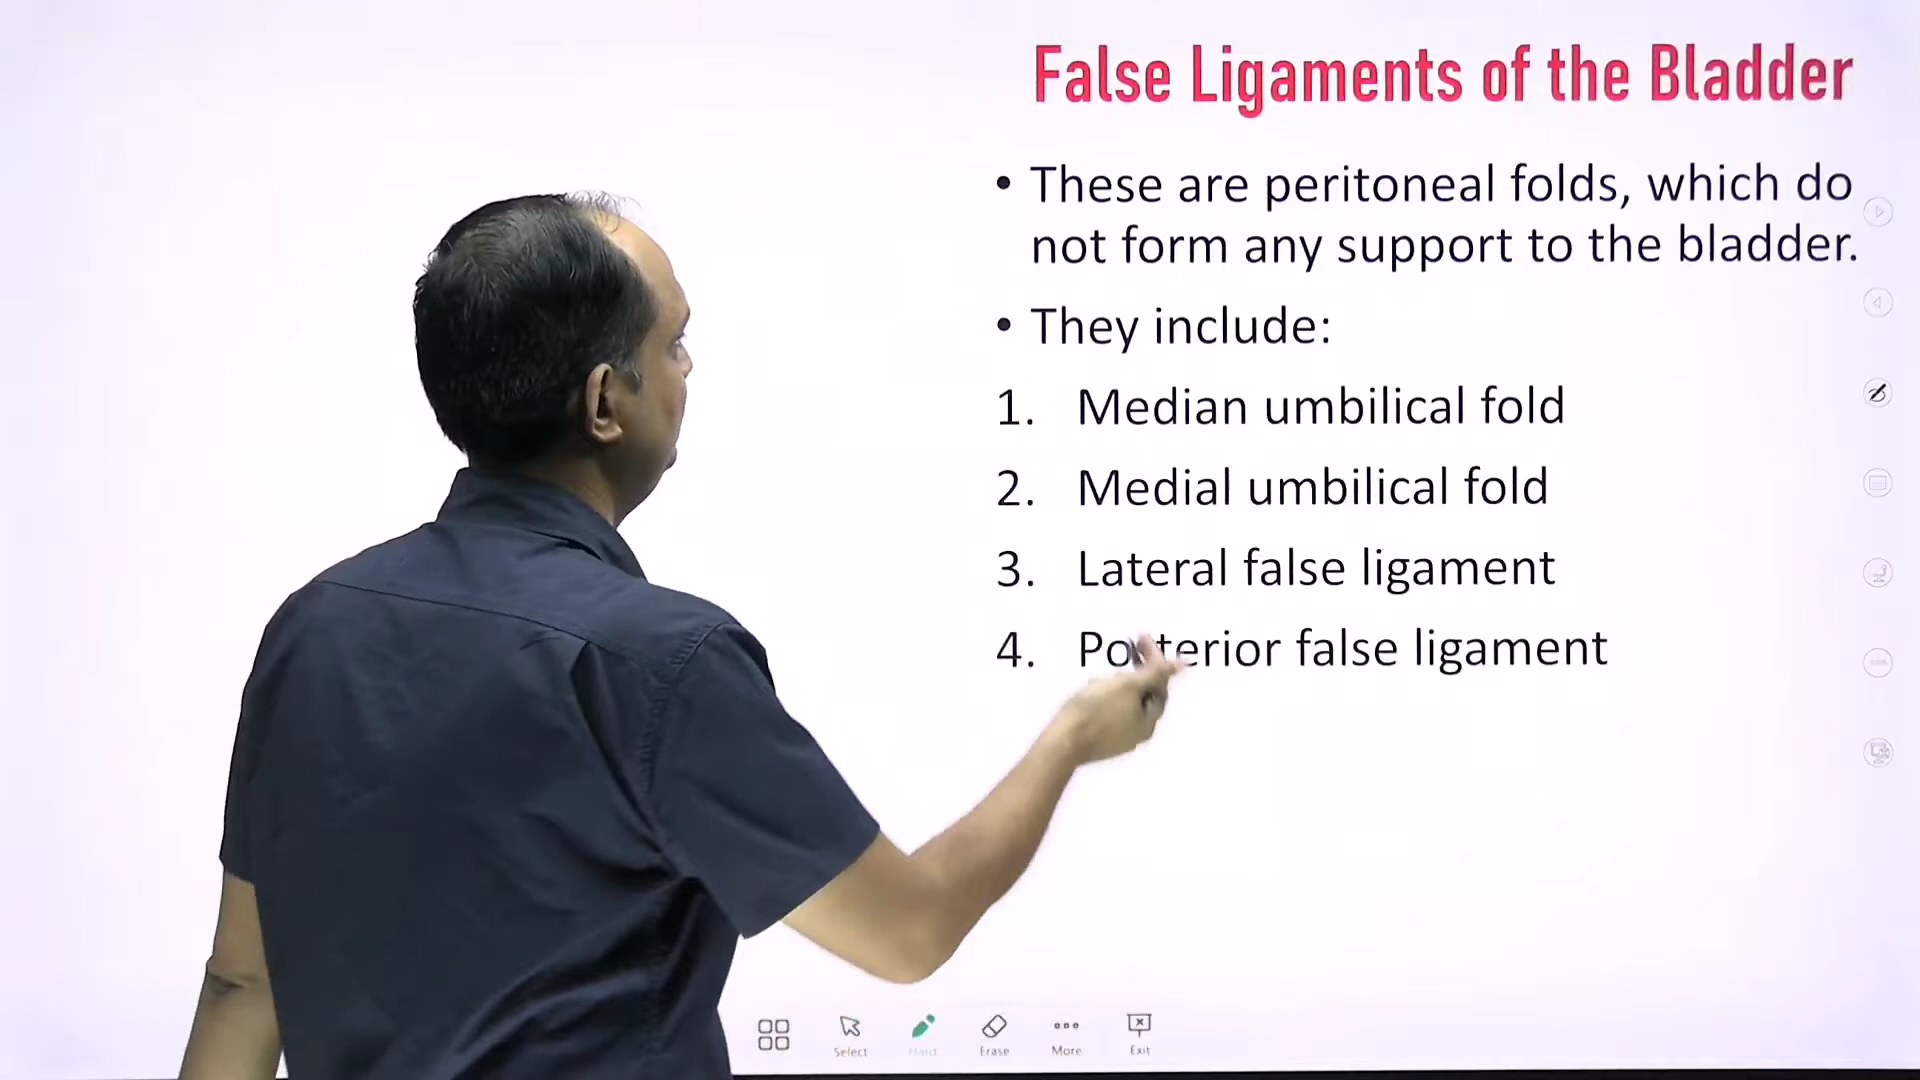 False Ligaments of the Bladder
• These are peritoneal folds, which do
not form any support to the bladder.
• They include:
1. Median umbilical fold
2. Medial umbilical fold
3. Lateral false ligament
4. Posterior false ligament
Select
Hard
Erase
More
Exit